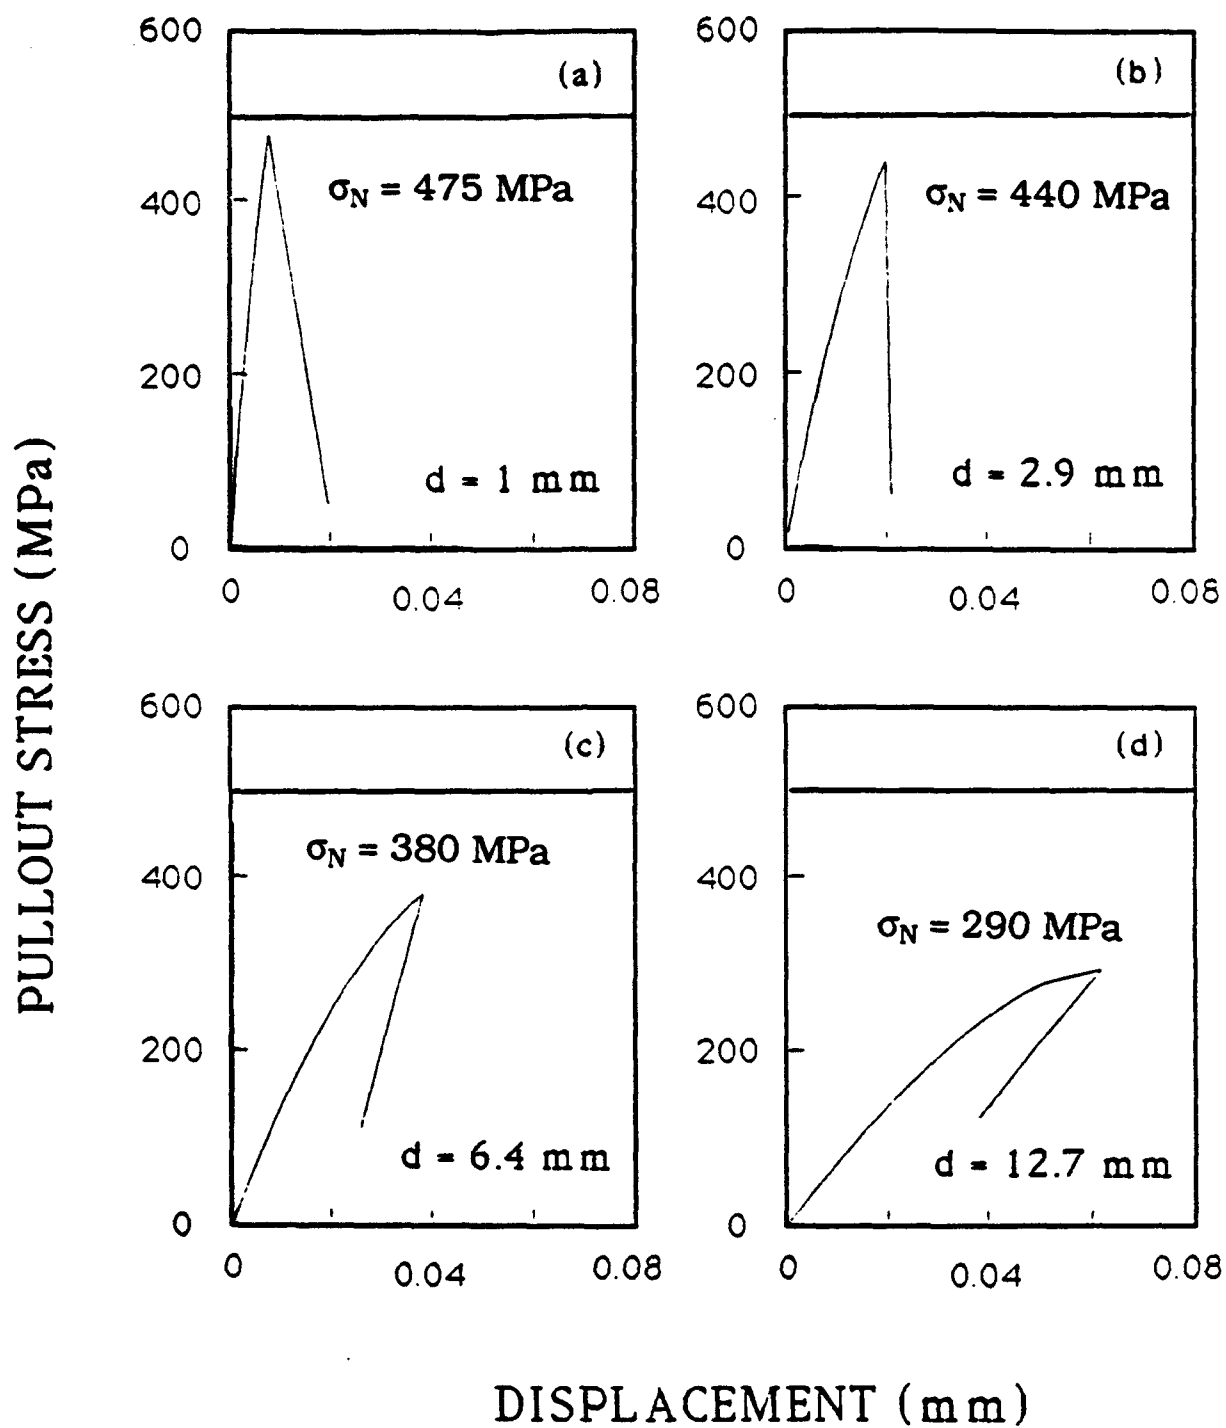 PULLOUT STRESS (MPa)
600
(a)
σN = 475 MPa
400
200
d = 1 mm
0
0
0.04
0.08
600
(b)
σN = 440 MPa
400
200
d = 2.9 mm
0
0
0.04
0.08
600
(c)
σN = 380 MPa
400
200
d = 6.4 mm
0
0
0.04
0.08
600
(d)
400
σN = 290 MPa
200
d = 12.7 mm
0
0
0.04
0.08
DISPLACEMENT (mm)